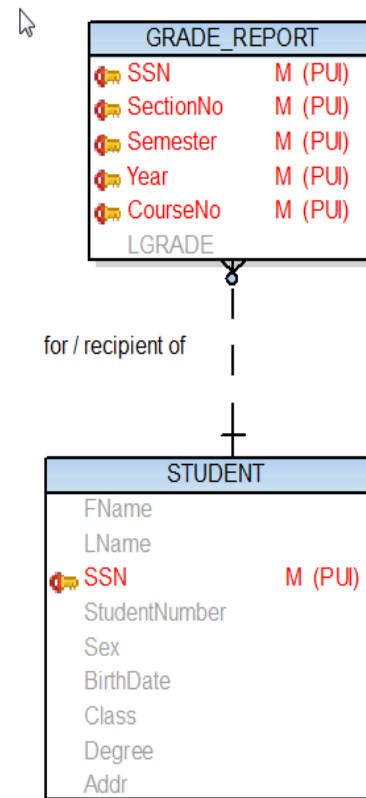 GRADE_REPORT
SSN M (PUI)
SectionNo M (PUI)
Semester M (PUI)
Year M (PUI)
CourseNo M (PUI)
LGRADE
for / recipient of
STUDENT
FName
LName
SSN M (PUI)
StudentNumber
Sex
BirthDate
Class
Degree
Addr